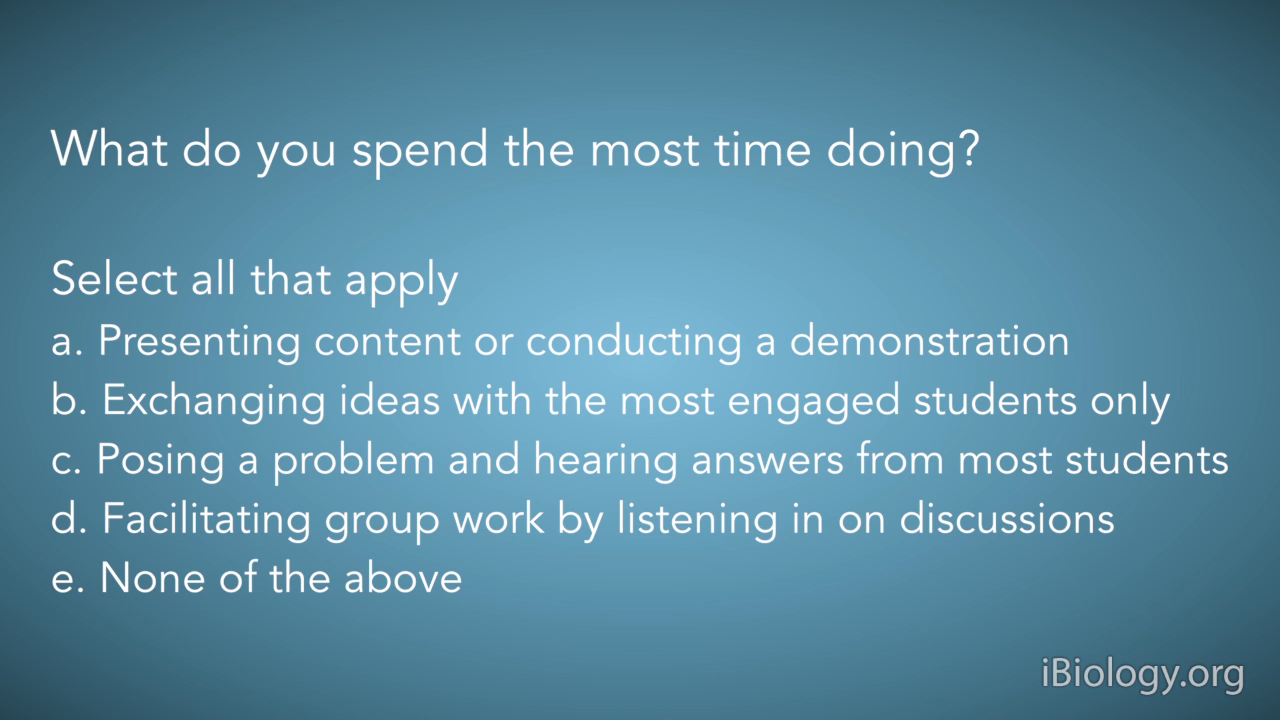 What do you spend the most time doing?
Select all that apply
a. Presenting content or conducting a demonstration
b. Exchanging ideas with the most engaged students only
c. Posing a problem and hearing answers from most students
d. Facilitating group work by listening in on discussions
e. None of the above
iBiology.org